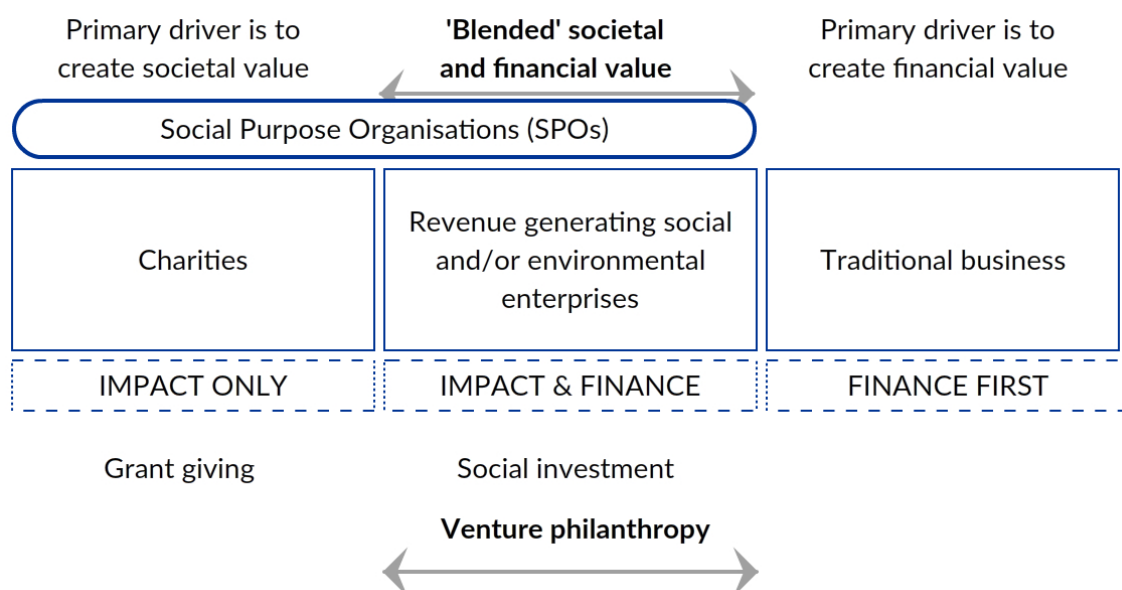 Primary driver is to
create societal value
'Blended' societal
and financial value
Primary driver is to
create financial value
Social Purpose Organisations (SPOs)
Charities
Revenue generating social
and/or environmental
enterprises
Traditional business
IMPACT ONLY
IMPACT & FINANCE
FINANCE FIRST
Grant giving
Social investment
Venture philanthropy